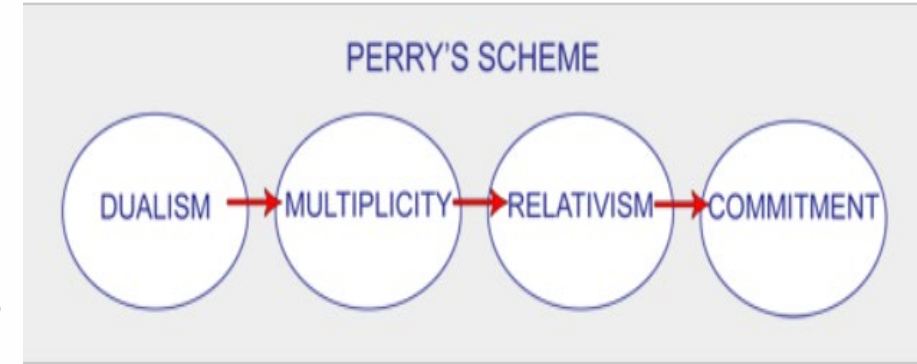 PERRY'S SCHEME
DUALISM MULTIPLICITY RELATIVISM COMMITMENT